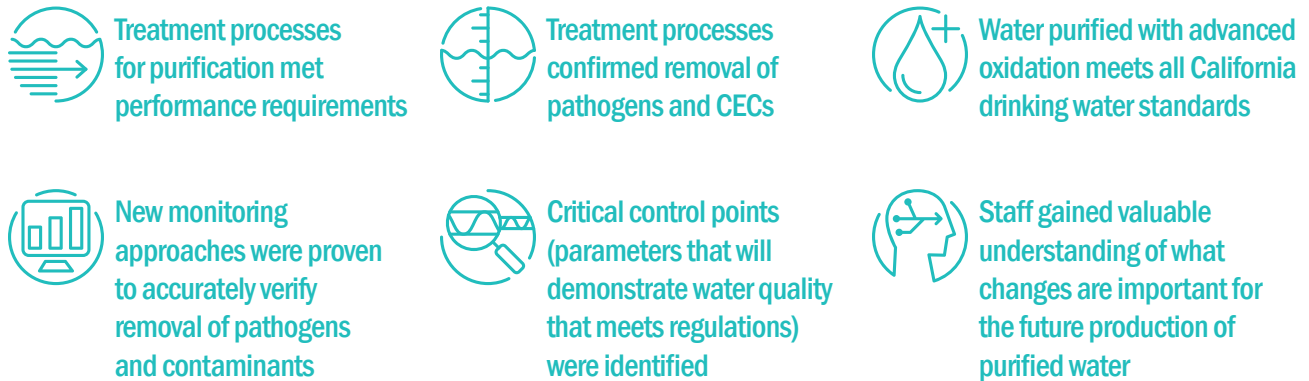 Treatment processes
for purification met
performance requirements
Treatment processes
confirmed removal of
pathogens and CECs
Water purified with advanced
oxidation meets all California
drinking water standards
New monitoring
approaches were proven
to accurately verify
removal of pathogens
and contaminants
Critical control points
(parameters that will
demonstrate water quality
that meets regulations)
were identified
Staff gained valuable
understanding of what
changes are important for
the future production of
purified water